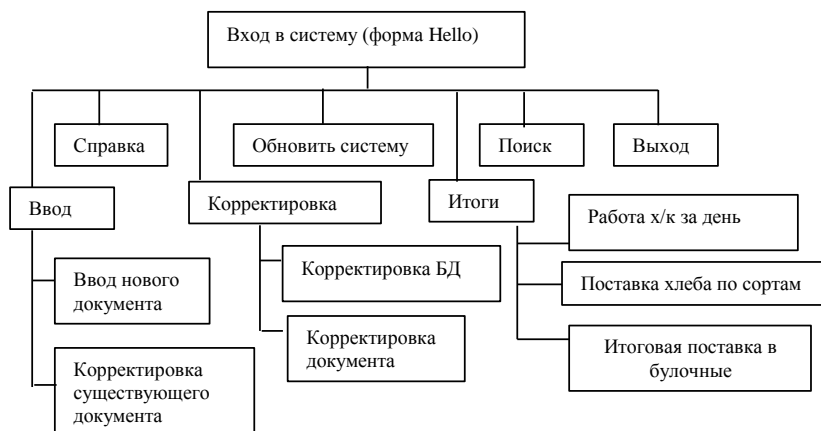 Вход в систему (форма Hello)
Справка
Обновить систему
Поиск
Выход
Ввод
Корректировка
Итоги
Работа х/к за день
Ввод нового
документа
Корректировка БД
Поставка хлеба по сортам
Корректировка
документа
Итоговая поставка в
булочные
Корректировка
существующего
документа